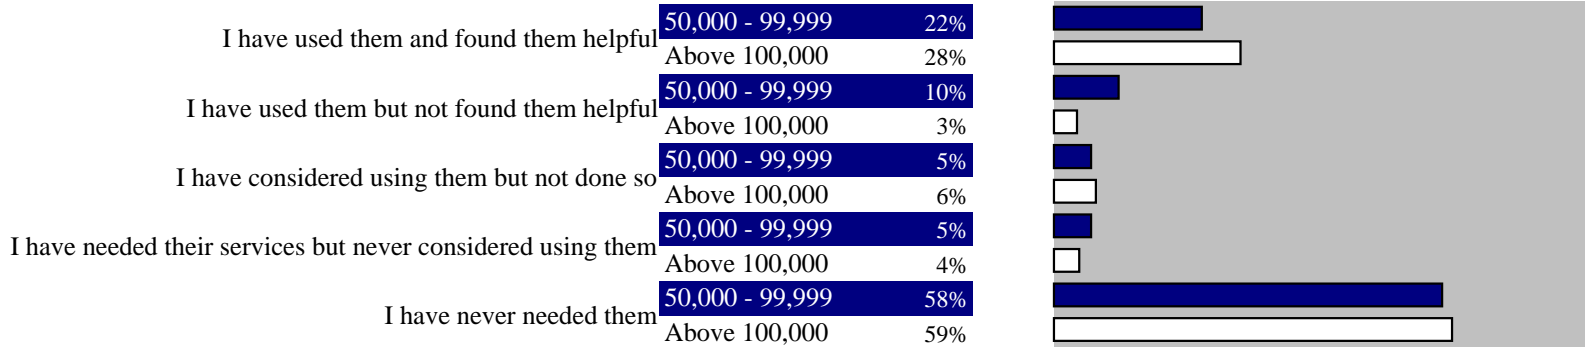 I have used them and found them helpful
50,000 - 99,999 22%
Above 100,000 28%
I have used them but not found them helpful
50,000 - 99,999 10%
Above 100,000 3%
I have considered using them but not done so
50,000 - 99,999 5%
Above 100,000 6%
I have needed their services but never considered using them
50,000 - 99,999 5%
Above 100,000 4%
I have never needed them
50,000 - 99,999 58%
Above 100,000 59%